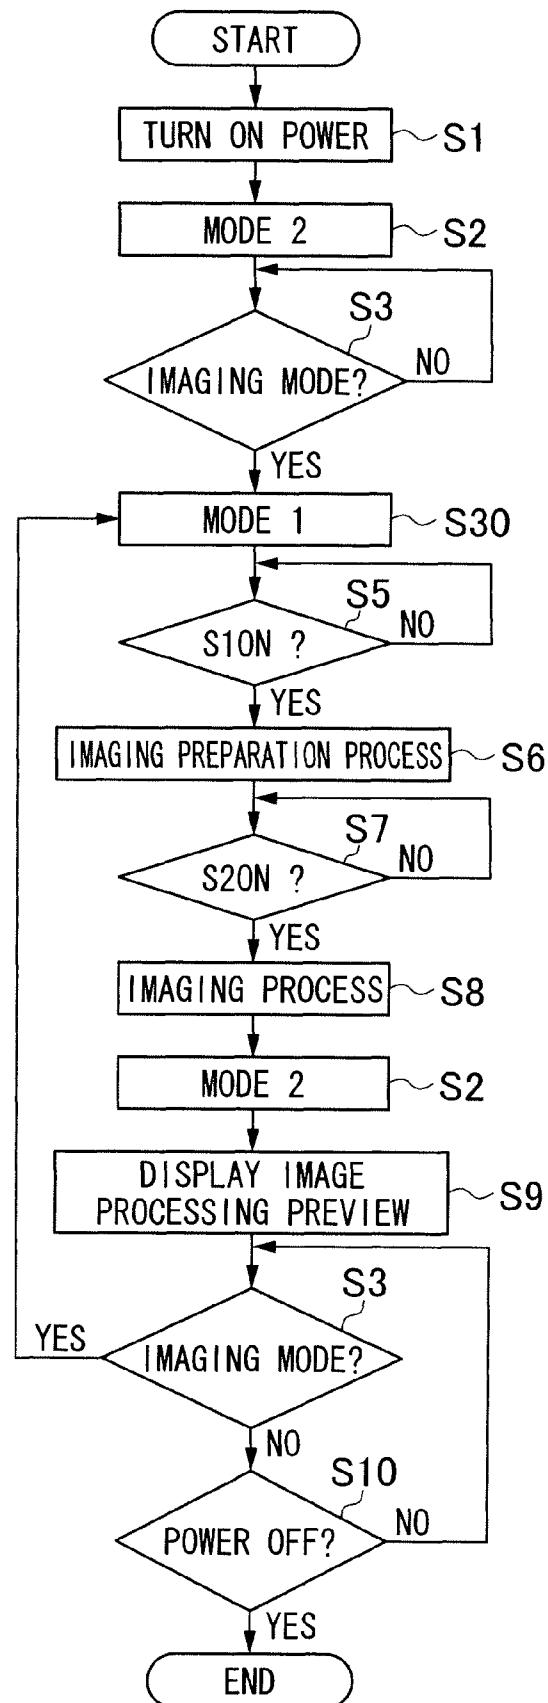 START
TURN ON POWER
S1
MODE 2
S2
S3
IMAGING MODE?
NO
YES
MODE 1
S30
S5
S1ON ?
NO
YES
IMAGING PREPARATION PROCESS
S6
S7
S2ON ?
NO
YES
IMAGING PROCESS
S8
MODE 2
S2
DISPLAY IMAGE
PROCESSING PREVIEW
S9
S3
YES
IMAGING MODE?
NO
S10
POWER OFF?
NO
YES
END